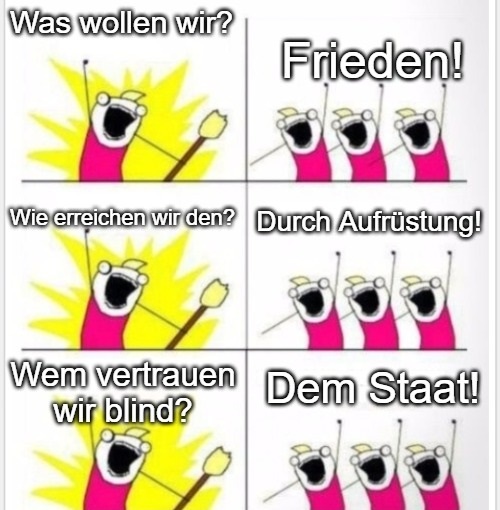 Was wollen wir?
Frieden!
Wie erreichen wir den?
Durch Aufrüstung!
Wem vertrauen
wir blind?
Dem Staat!